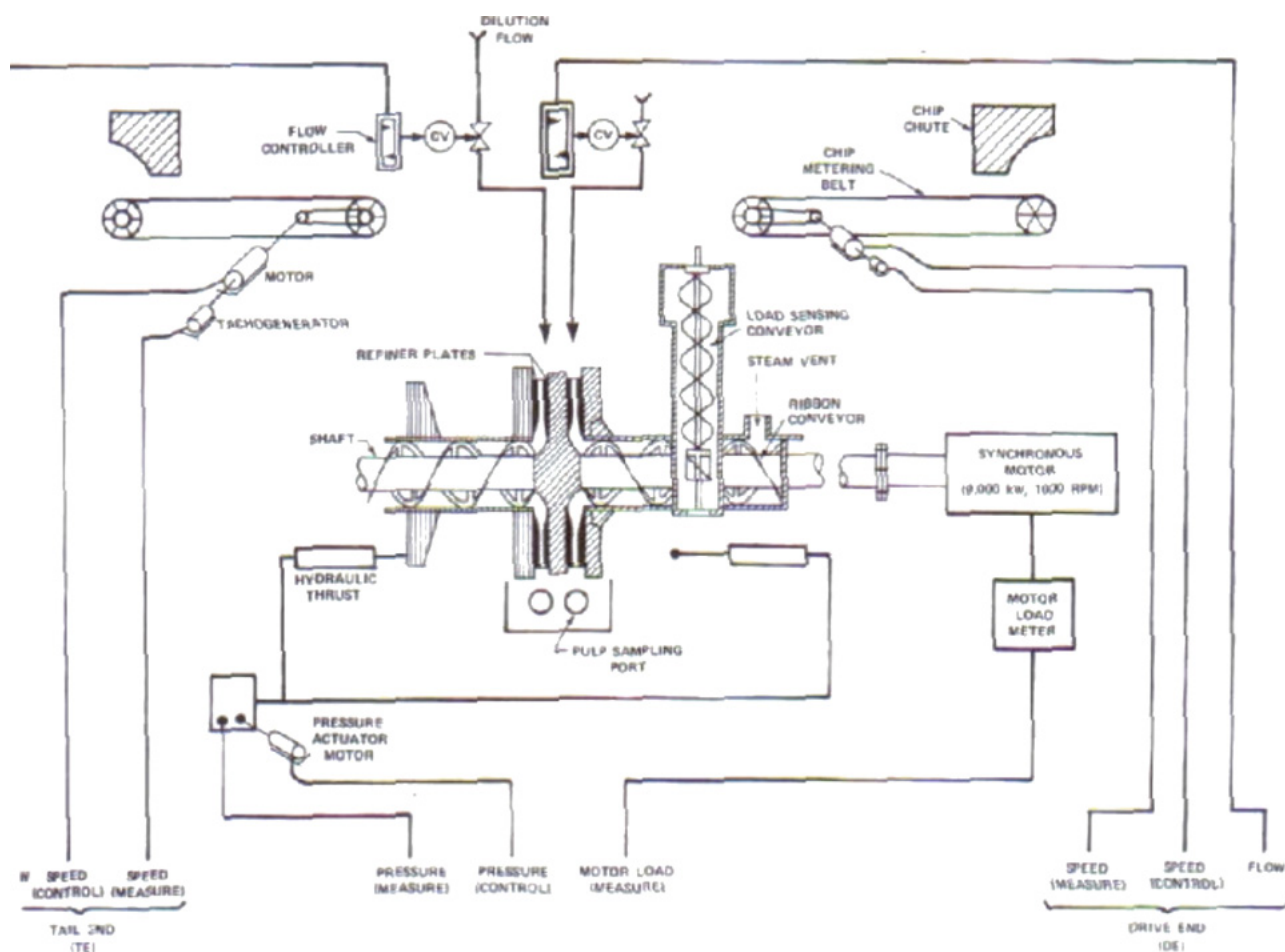 DILUTION
FLOW
FLOW
CONTROLLER
CV
CV
CHIP
CHUTE
CHIP
METERING
BELT
MOTOR
TACHOGENERATOR
LOAD SENSING
CONVEYOR
REFINER PLATES
STEAM VENT
RIBBON
CONVEYOR
SHAFT
SYNCHRONOUS
MOTOR
kW, RPM)
HYDRAULIC
THRUST
MOTOR
LOAD
METER
PULP SAMPLING
PORT
PRESSURE
ACTUATOR
MOTOR
W SPEED
(CONTROL)
SPEED
(MEASURE)
PRESSURE
(MEASURE)
PRESSURE
(CONTROL)
MOTOR LOAD
(MEASURE)
SPEED
(MEASURE)
SPEED
(CONTROL)
FLOW
TAIL END
(TE)
DRIVE END
(DE)